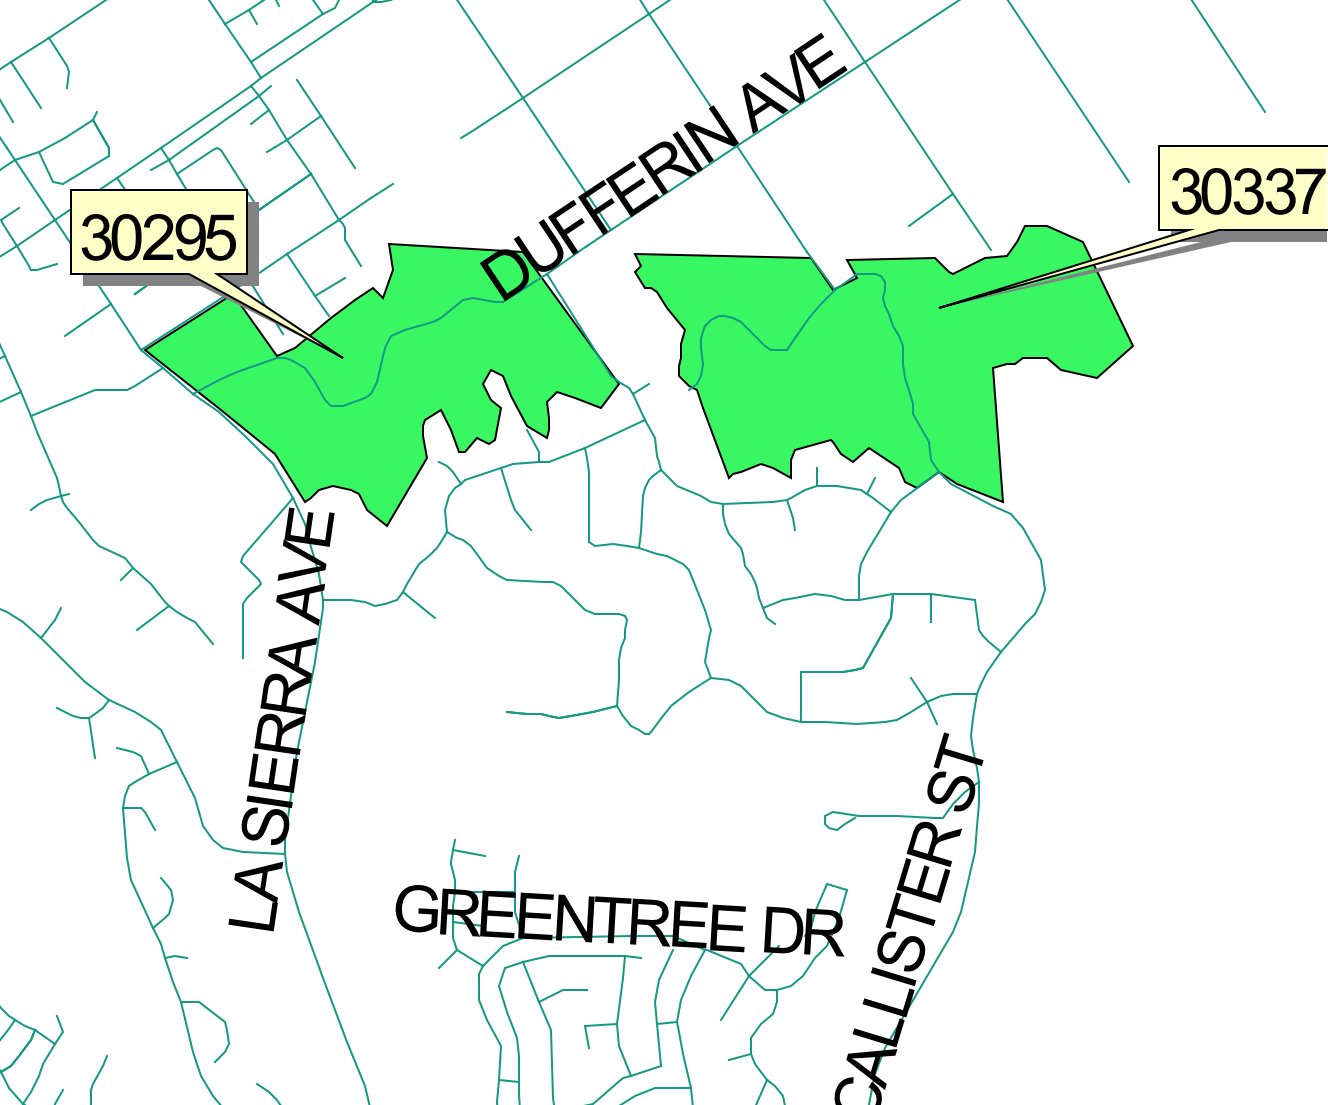 DUFFERIN AVE
30337
30295
LA SIERRA AVE
GREENTREE DR
CALLISTER ST